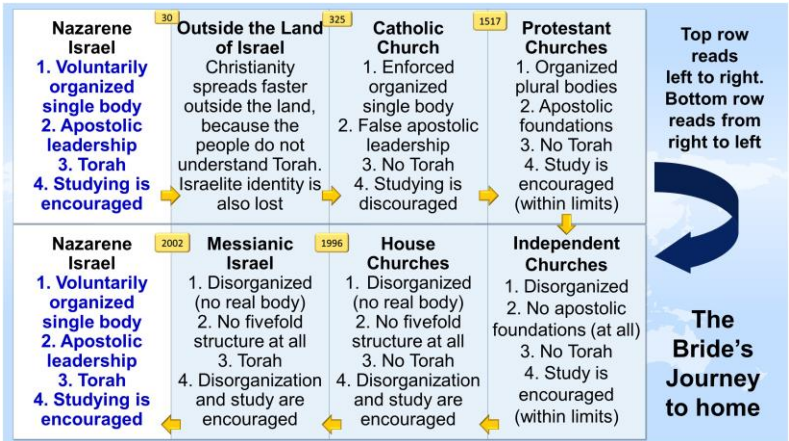 Nazarene
Israel
1. Voluntarily
organized
single body
2. Apostolic
leadership
3. Torah
4. Studying is
encouraged
30
Outside the Land
of Israel
Christianity
spreads faster
outside the land,
because the
people do not
understand Torah.
Israelite identity is
also lost
325
Catholic
Church
1. Enforced
organized
single body
2. False apostolic
leadership
3. No Torah
4. Studying is
discouraged
1517
Protestant
Churches
1. Organized
plural bodies
2. Apostolic
foundations
3. No Torah
4. Study is
encouraged
(within limits)
Top row
reads
left to right.
Bottom row
reads from
right to left
Independent
Churches
1. Disorganized
2. No apostolic
foundations (at all)
3. No Torah
4. Study is
encouraged
(within limits)
House
Churches
1. Disorganized
(no real body)
2. No fivefold
structure at all
3. No Torah
4. Disorganization
and study are
encouraged
1996
Messianic
Israel
1. Disorganized
(no real body)
2. No fivefold
structure at all
3. Torah
4. Disorganization
and study are
encouraged
2002
Nazarene
Israel
1. Voluntarily
organized
single body
2. Apostolic
leadership
3. Torah
4. Studying is
encouraged
The
Bride's
Journey
to home